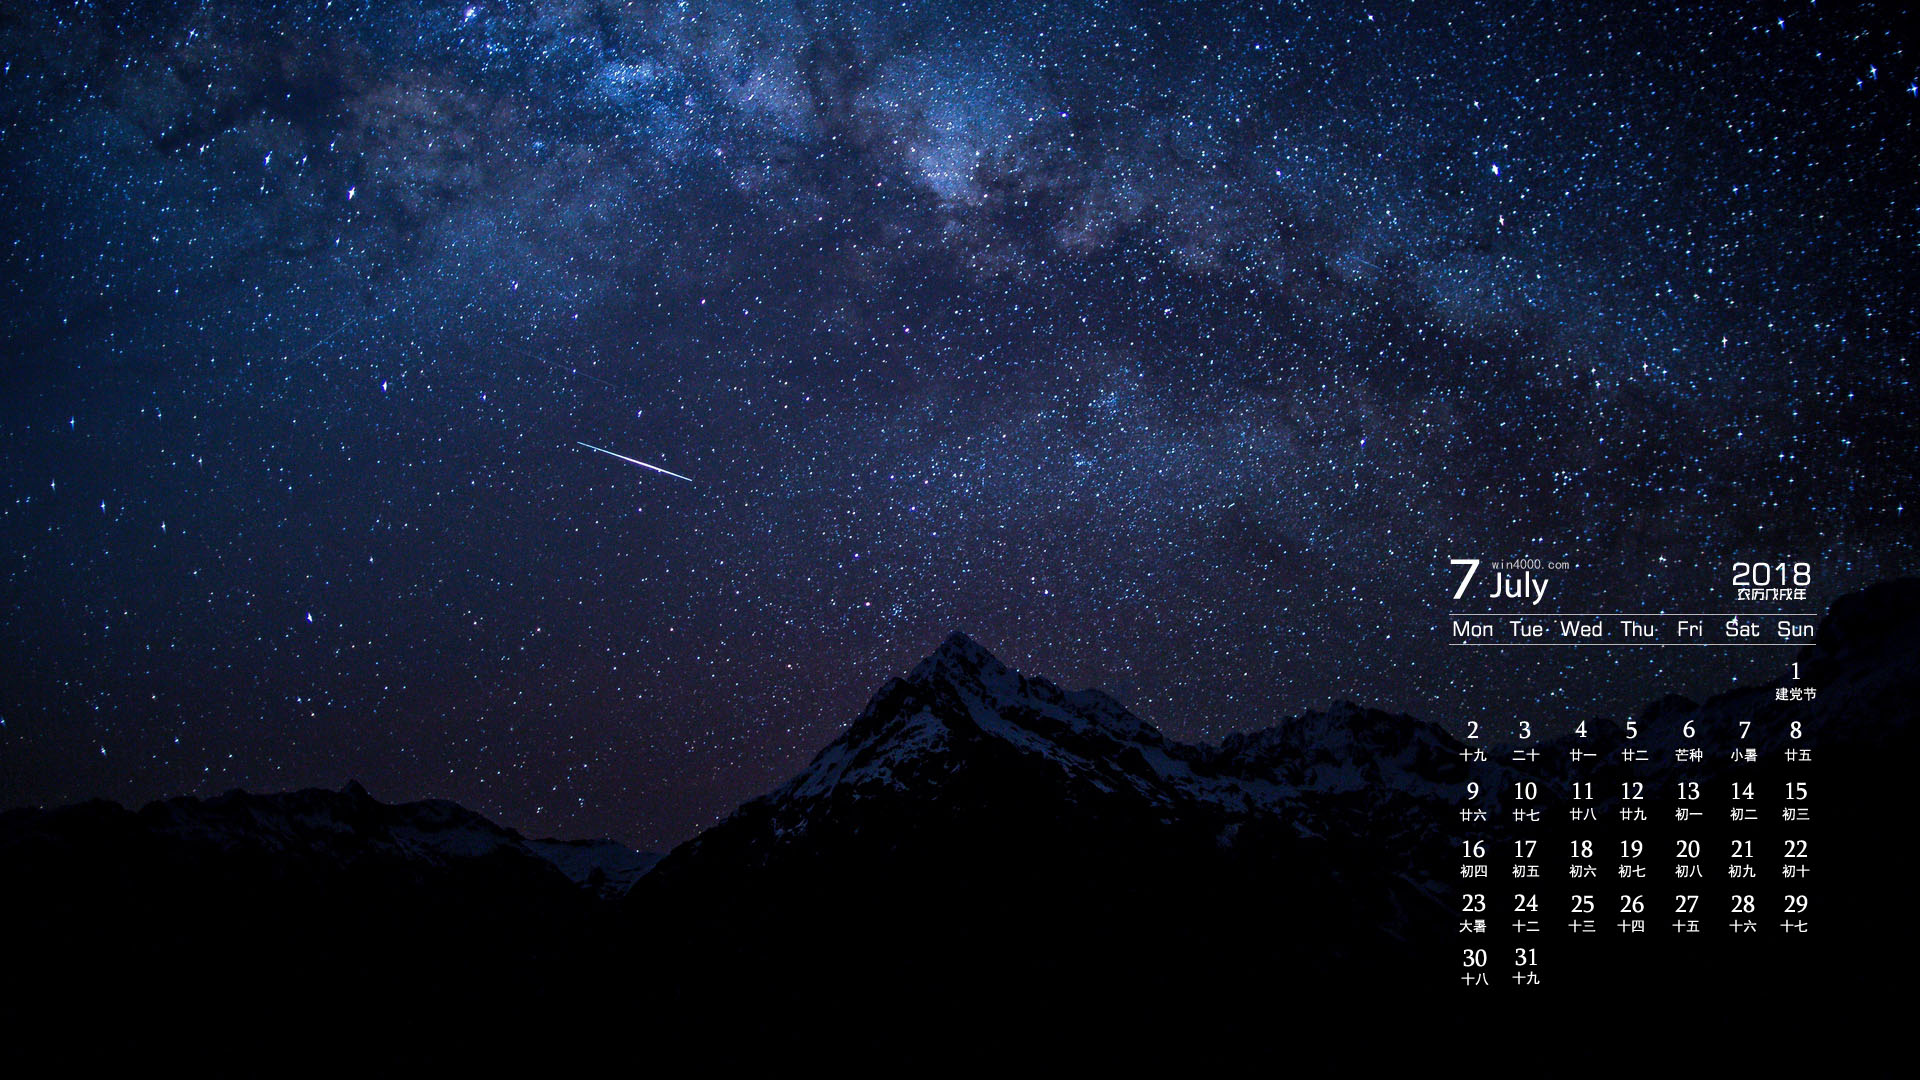 7 win4000.com 2018
July 农历戊戌年
Mon Tue Wed Thu Fri Sat Sun
1
建党节
2 3 4 5 6 7 8
十九 二十 廿一 廿二 芒种 小暑 廿五
9 10 11 12 13 14 15
廿六 廿七 廿八 廿九 初一 初二 初三
16 17 18 19 20 21 22
初四 初五 初六 初七 初八 初九 初十
23 24 25 26 27 28 29
大暑 十二 十三 十四 十五 十六 十七
30 31
十八 十九